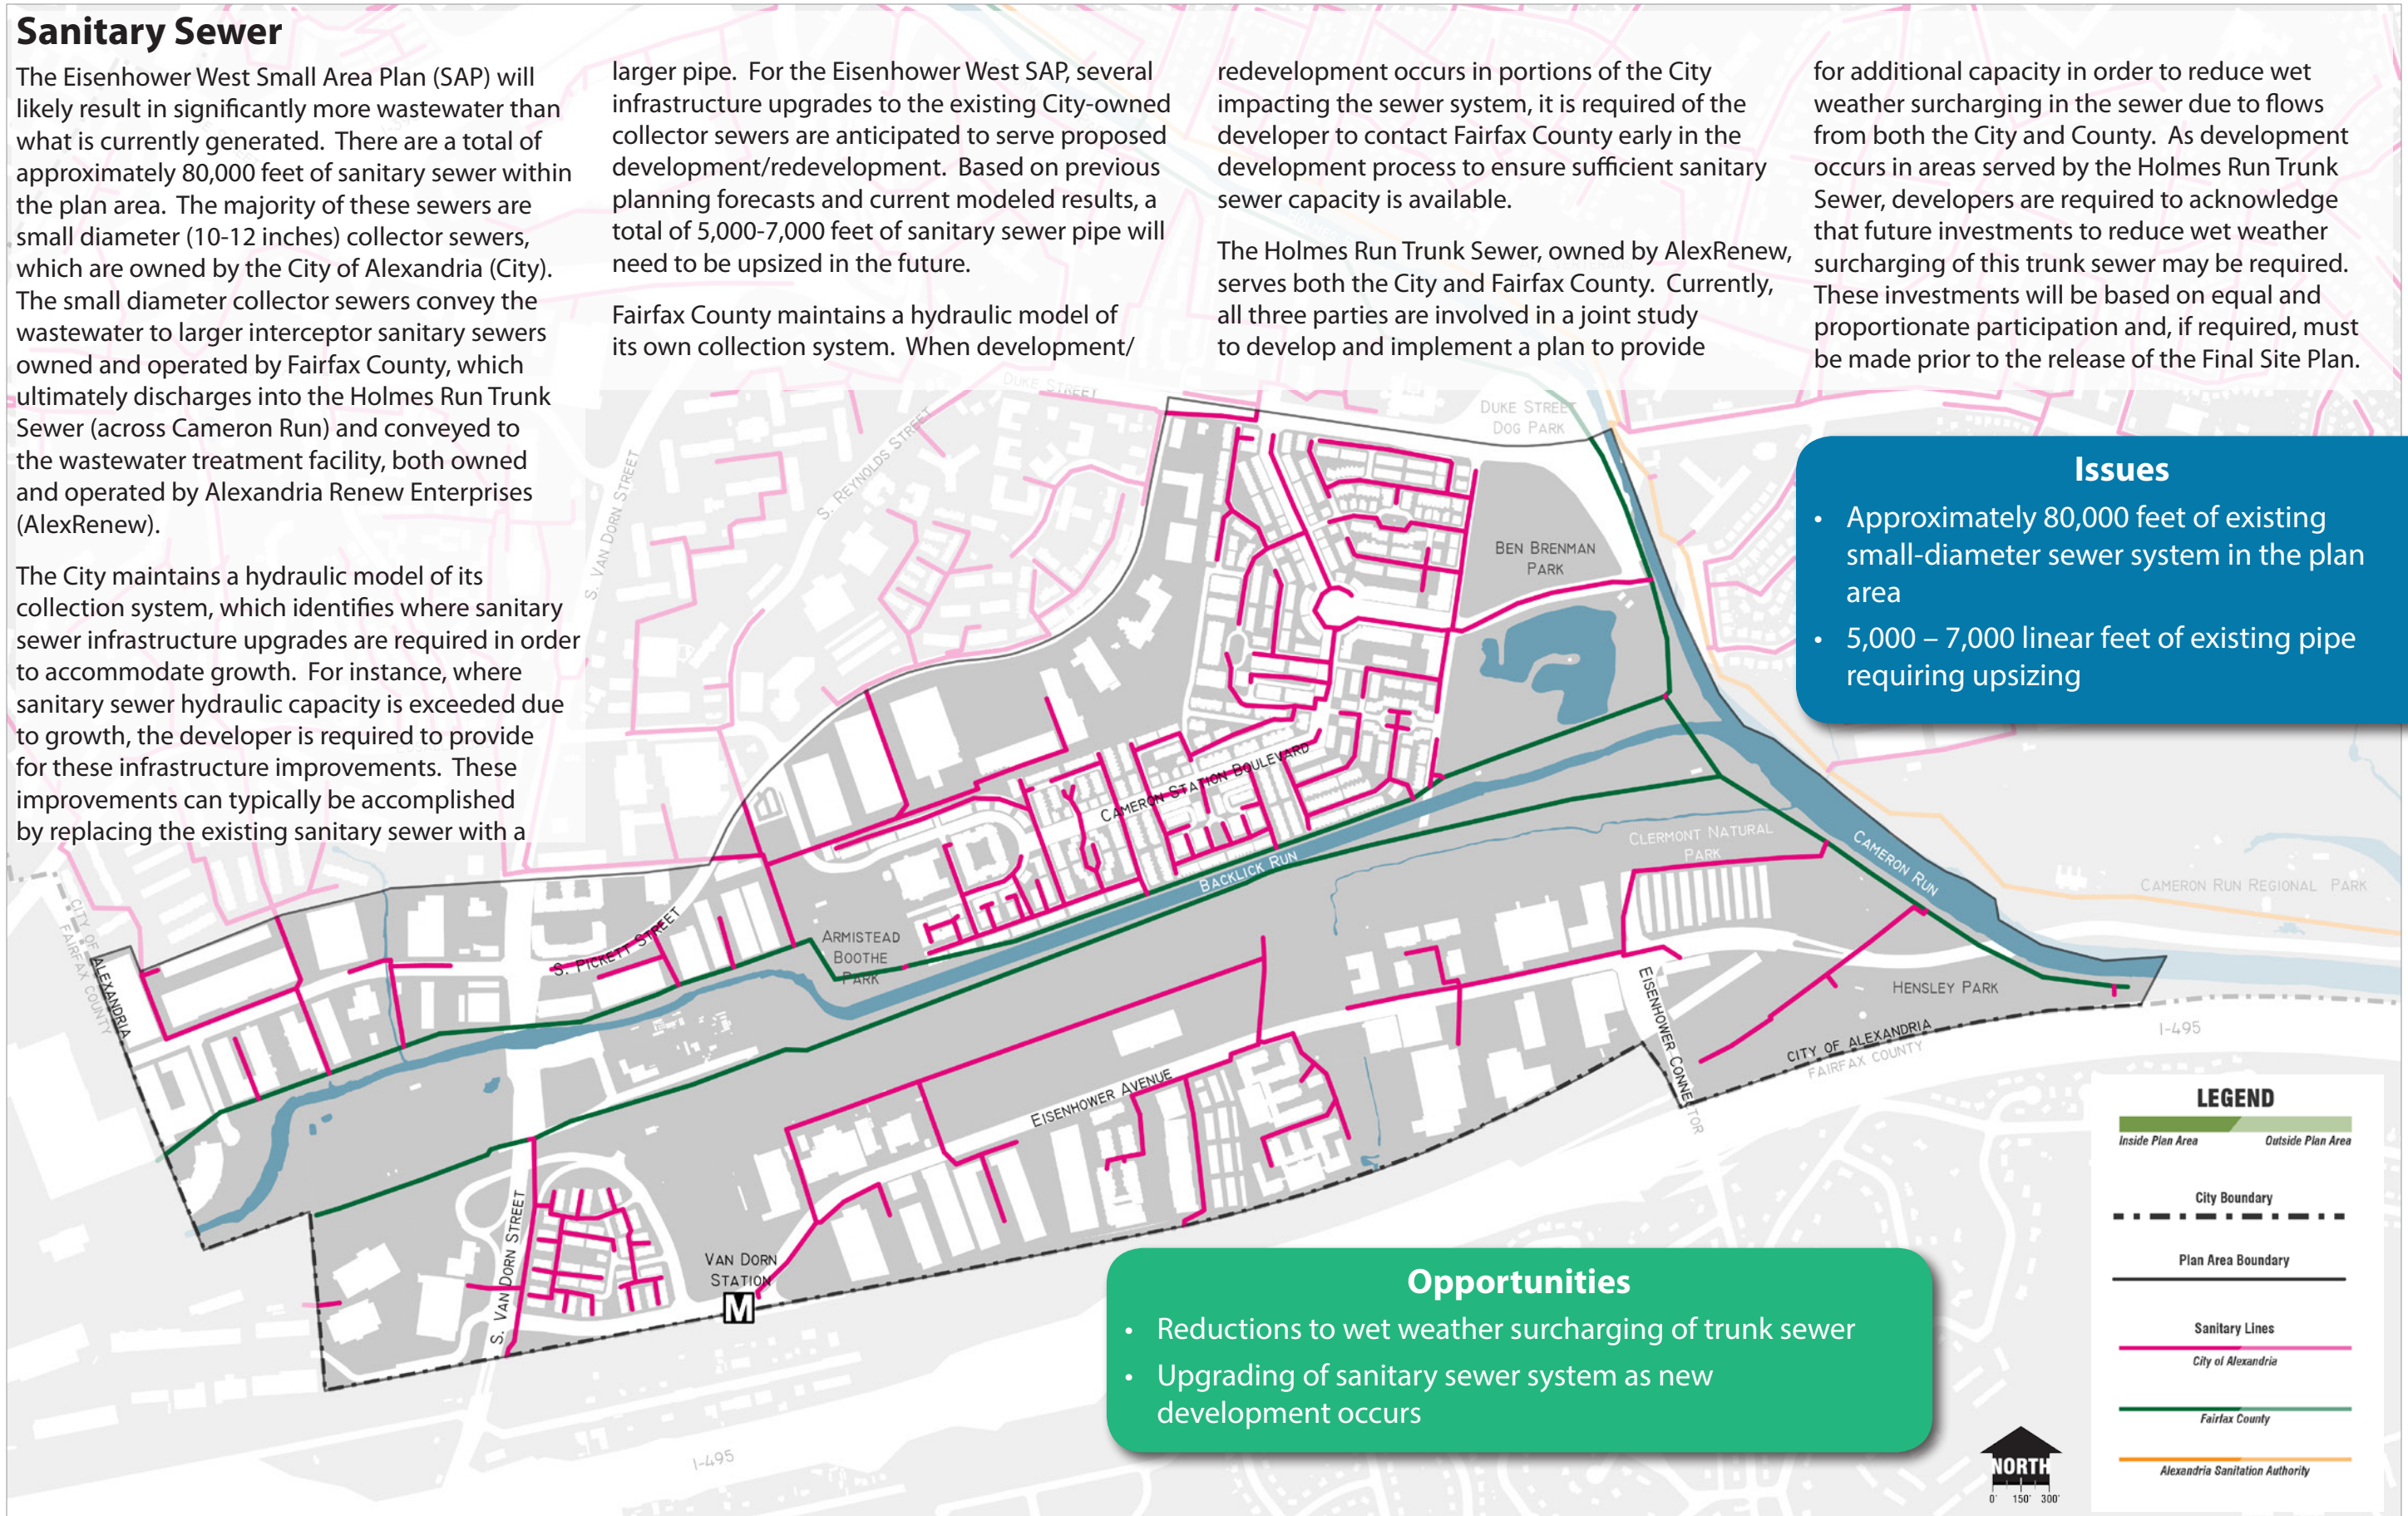 Sanitary Sewer
The Eisenhower West Small Area Plan (SAP) will
likely result in significantly more wastewater than
what is currently generated. There are a total of
approximately 80,000 feet of sanitary sewer within
the plan area. The majority of these sewers are
small diameter (10-12 inches) collector sewers,
which are owned by the City of Alexandria (City).
The small diameter collector sewers convey the
wastewater to larger interceptor sanitary sewers
owned and operated by Fairfax County, which
ultimately discharges into the Holmes Run Trunk
Sewer (across Cameron Run) and conveyed to
the wastewater treatment facility, both owned
and operated by Alexandria Renew Enterprises
(AlexRenew).
The City maintains a hydraulic model of its
collection system, which identifies where sanitary
sewer infrastructure upgrades are required in order
to accommodate growth. For instance, where
sanitary sewer hydraulic capacity is exceeded due
to growth, the developer is required to provide
for these infrastructure improvements. These
improvements can typically be accomplished
by replacing the existing sanitary sewer with a
larger pipe. For the Eisenhower West SAP, several
infrastructure upgrades to the existing City-owned
collector sewers are anticipated to serve proposed
development/redevelopment. Based on previous
planning forecasts and current modeled results, a
total of 5,000-7,000 feet of sanitary sewer pipe will
need to be upsized in the future.
Fairfax County maintains a hydraulic model of
its own collection system. When development/
redevelopment occurs in portions of the City
impacting the sewer system, it is required of the
developer to contact Fairfax County early in the
development process to ensure sufficient sanitary
sewer capacity is available.
The Holmes Run Trunk Sewer, owned by AlexRenew,
serves both the City and Fairfax County. Currently,
all three parties are involved in a joint study
to develop and implement a plan to provide
for additional capacity in order to reduce wet
weather surcharging in the sewer due to flows
from both the City and County. As development
occurs in areas served by the Holmes Run Trunk
Sewer, developers are required to acknowledge
that future investments to reduce wet weather
surcharging of this trunk sewer may be required.
These investments will be based on equal and
proportionate participation and, if required, must
be made prior to the release of the Final Site Plan.
DUKE STREET
DUKE STREET
DOG PARK
S. REYNOLDS STREET
S. VAN DORN STREET
BEN BRENMAN
PARK
Issues
• Approximately 80,000 feet of existing
small-diameter sewer system in the plan
area
• 5,000 – 7,000 linear feet of existing pipe
requiring upsizing
CAMERON STATION BOULEVARD
BACKLICK RUN
CLERMONT NATURAL
PARK
CAMERON RUN
CAMERON RUN REGIONAL PARK
CITY OF ALEXANDRIA
FAIRFAX COUNTY
S. PICKETT STREET
ARMISTEAD
BOOTHE
PARK
EISENHOWER CONNECTOR
HENSLEY PARK
CITY OF ALEXANDRIA
FAIRFAX COUNTY
I-495
EISENHOWER AVENUE
S. VAN DORN STREET
VAN DORN
STATION
M
Opportunities
• Reductions to wet weather surcharging of trunk sewer
• Upgrading of sanitary sewer system as new
development occurs
I-495
LEGEND
Inside Plan Area Outside Plan Area
City Boundary
Plan Area Boundary
Sanitary Lines
City of Alexandria
Fairfax County
Alexandria Sanitation Authority
NORTH
0' 150' 300'